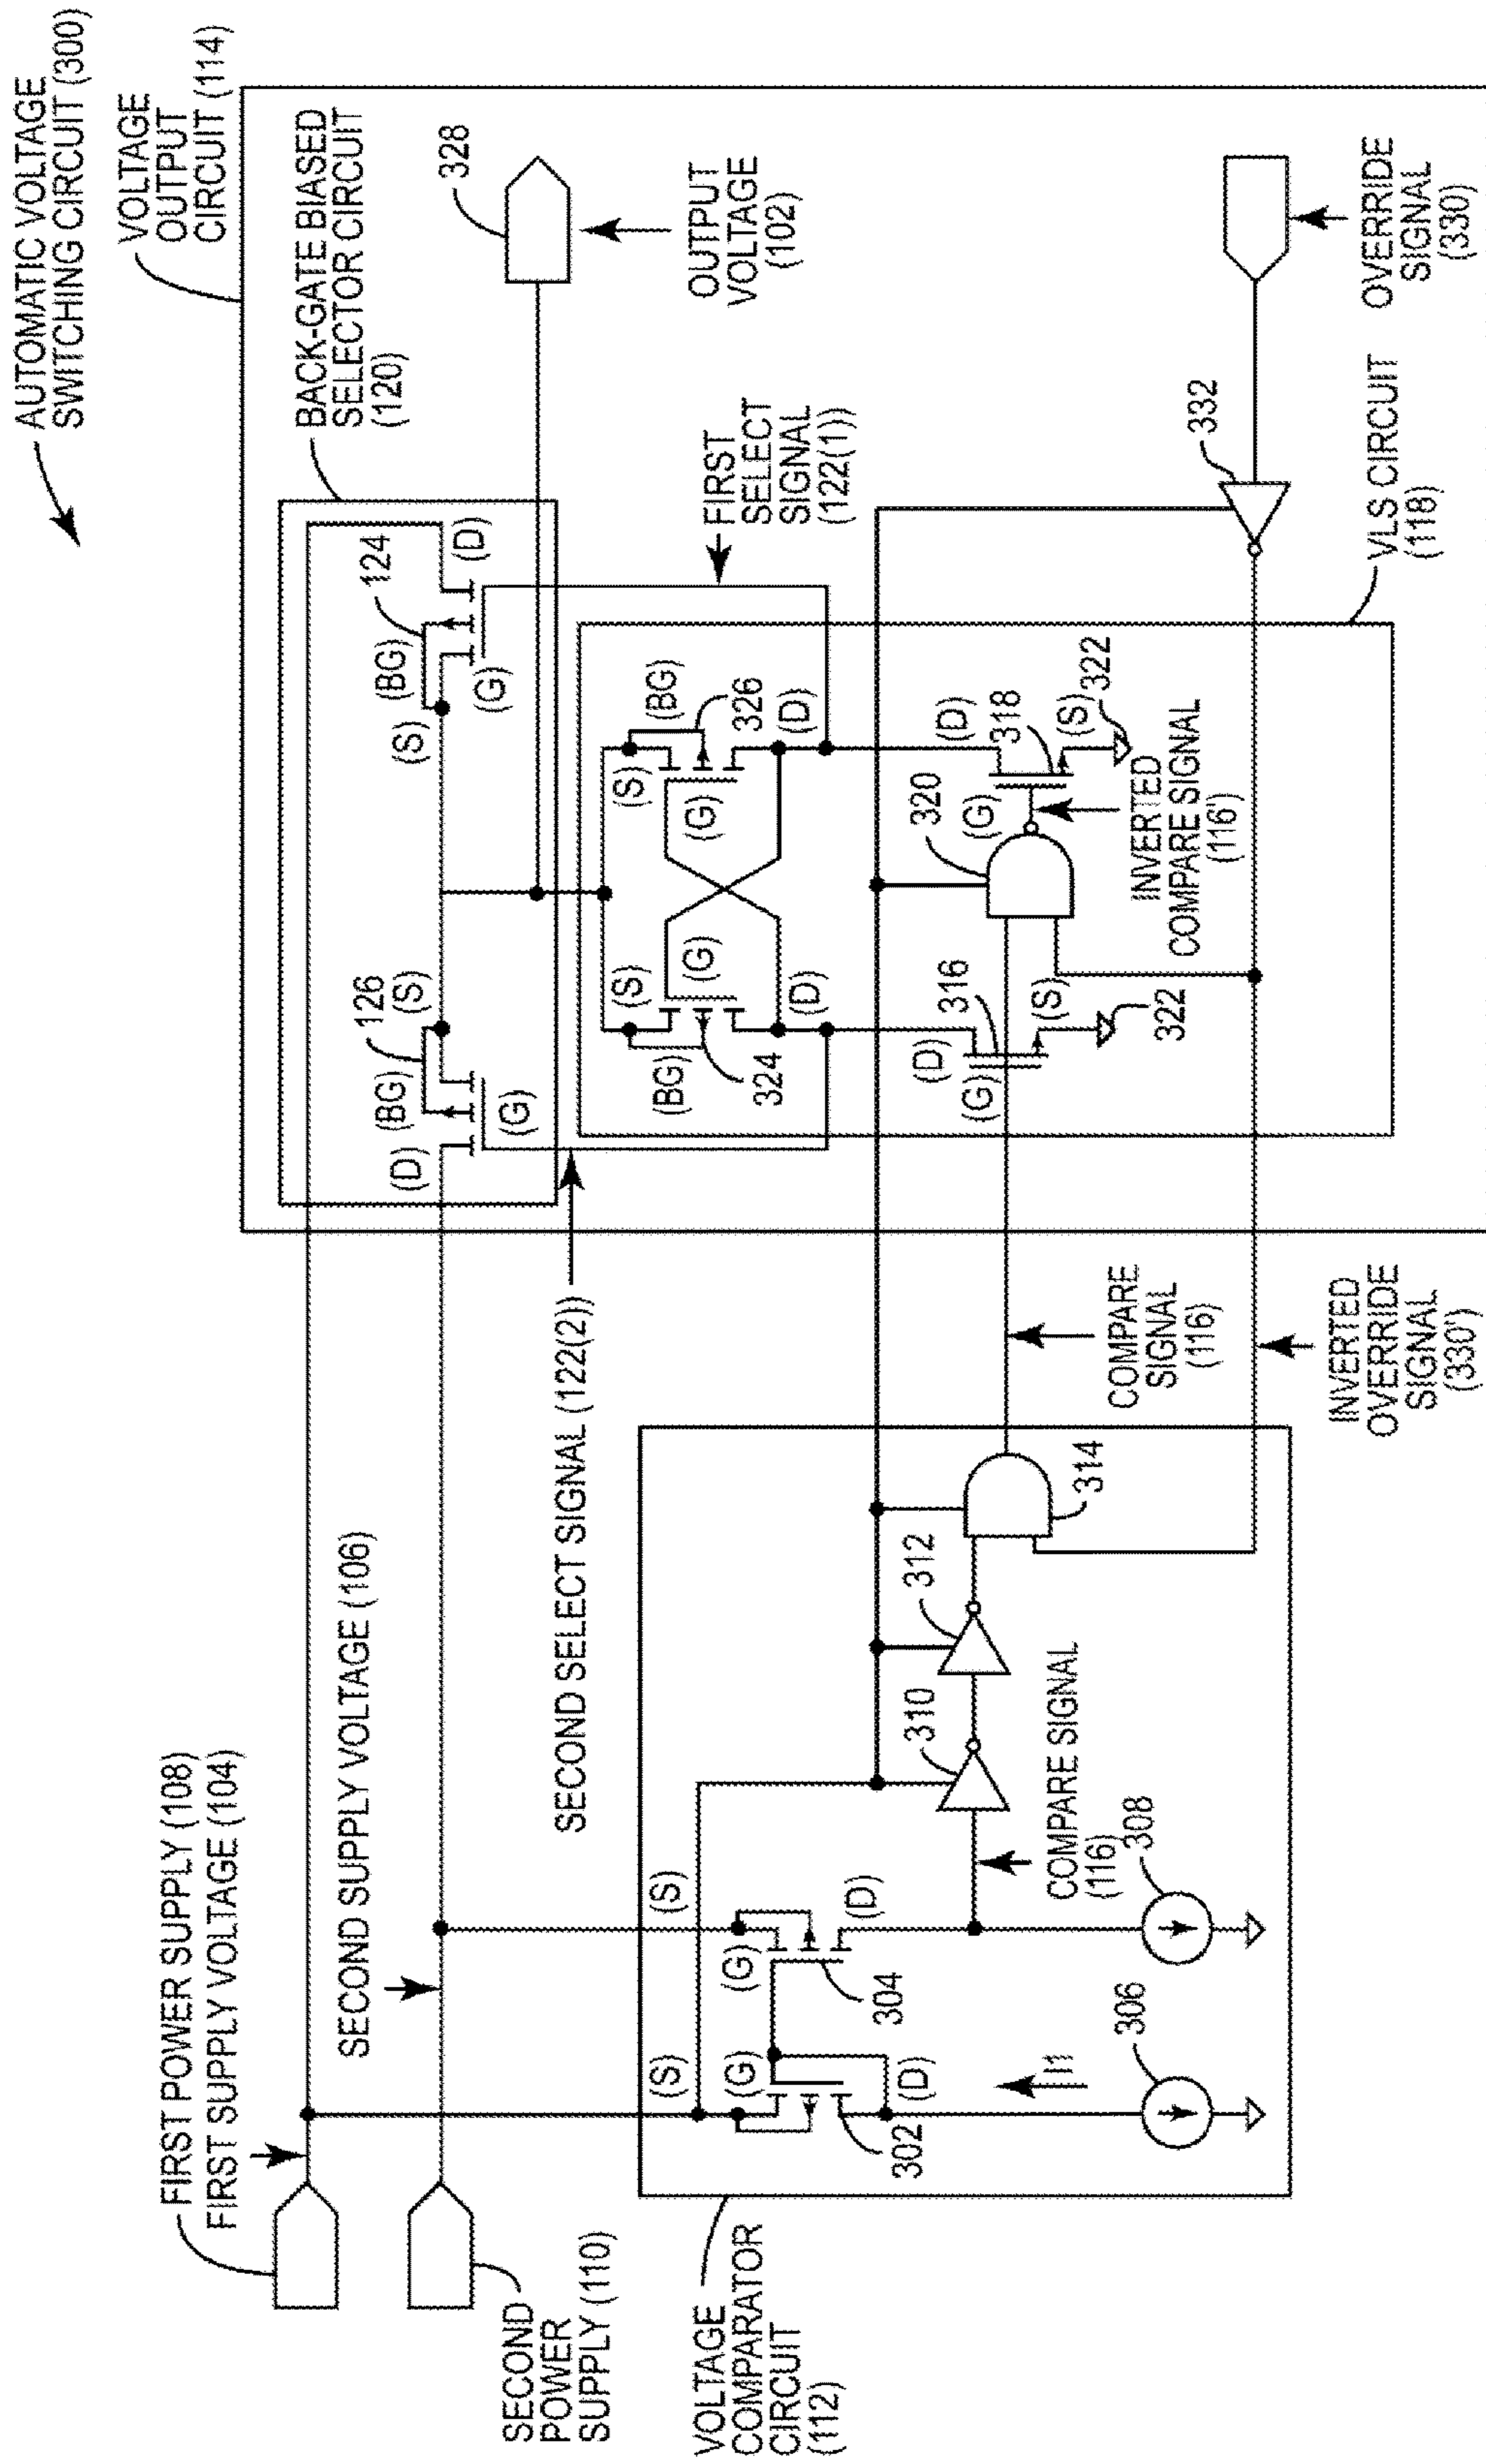 AUTOMATIC VOLTAGE
SWITCHING CIRCUIT (300)
VOLTAGE
OUTPUT
CIRCUIT (114)
BACK-GATE BIASED
SELECTOR CIRCUIT
(120)
FIRST POWER SUPPLY (108)
FIRST SUPPLY VOLTAGE (104)
SECOND SUPPLY VOLTAGE (106)
SECOND
POWER
SUPPLY (110)
(D)
(BG)
126
(S)
(G)
(S)
(BG)
124
(D)
(G)
328
OUTPUT
VOLTAGE
(102)
SECOND SELECT SIGNAL (122(2))
FIRST
SELECT
SIGNAL
(122(1))
(S)
(G)
(BG)
324
(D)
(S)
(G)
(BG)
326
(D)
VOLTAGE
COMPARATOR
CIRCUIT
(112)
(S)
(G)
302
(D)
I1
306
(S)
(G)
304
(D)
COMPARE SIGNAL
(116)
308
310
312
314
COMPARE
SIGNAL
(116)
INVERTED
OVERRIDE
SIGNAL
(330')
(D)
(G)
316
(S)
322
320
(D)
(G)
318
(S)
322
INVERTED
COMPARE SIGNAL
(116')
332
VLS CIRCUIT
(118)
OVERRIDE
SIGNAL
(330)